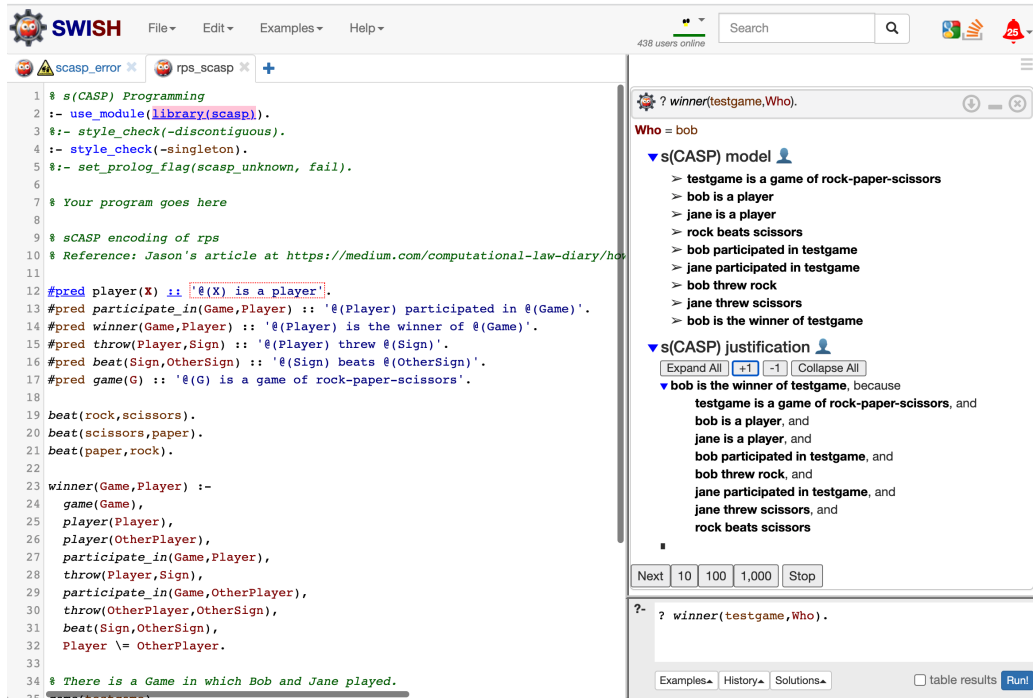 SWISH File Edit Examples Help 438 users online Search 25
scasp_error rps_scasp
1 % s(CASP) Programming
2 :- use_module(library(scasp)).
3 %:- style_check(-discontiguous).
4 :- style_check(-singleton).
5 %:- set_prolog_flag(scasp_unknown, fail).
6
7 % Your program goes here
8
9 % sCASP encoding of rps
10 % Reference: Jason's article at https://medium.com/computational-law-diary/how
11
12 #pred player(X) :: '@(X) is a player'.
13 #pred participate_in(Game,Player) :: '@(Player) participated in @(Game)'.
14 #pred winner(Game,Player) :: '@(Player) is the winner of @(Game)'.
15 #pred throw(Player,Sign) :: '@(Player) threw @(Sign)'.
16 #pred beat(Sign,OtherSign) :: '@(Sign) beats @(OtherSign)'.
17 #pred game(G) :: '@(G) is a game of rock-paper-scissors'.
18
19 beat(rock,scissors).
20 beat(scissors,paper).
21 beat(paper,rock).
22
23 winner(Game,Player) :-
24 game(Game),
25 player(Player),
26 player(OtherPlayer),
27 participate_in(Game,Player),
28 throw(Player,Sign),
29 participate_in(Game,OtherPlayer),
30 throw(OtherPlayer,OtherSign),
31 beat(Sign,OtherSign),
32 Player \= OtherPlayer.
33
34 % There is a Game in which Bob and Jane played.
? winner(testgame,Who).
Who = bob
s(CASP) model
➢ testgame is a game of rock-paper-scissors
➢ bob is a player
➢ jane is a player
➢ rock beats scissors
➢ bob participated in testgame
➢ jane participated in testgame
➢ bob threw rock
➢ jane threw scissors
➢ bob is the winner of testgame
s(CASP) justification
Expand All +1 -1 Collapse All
bob is the winner of testgame, because
testgame is a game of rock-paper-scissors, and
bob is a player, and
jane is a player, and
bob participated in testgame, and
bob threw rock, and
jane participated in testgame, and
jane threw scissors, and
rock beats scissors
Next 10 100 1,000 Stop
?- ? winner(testgame,Who).
Examples History Solutions table results Run!